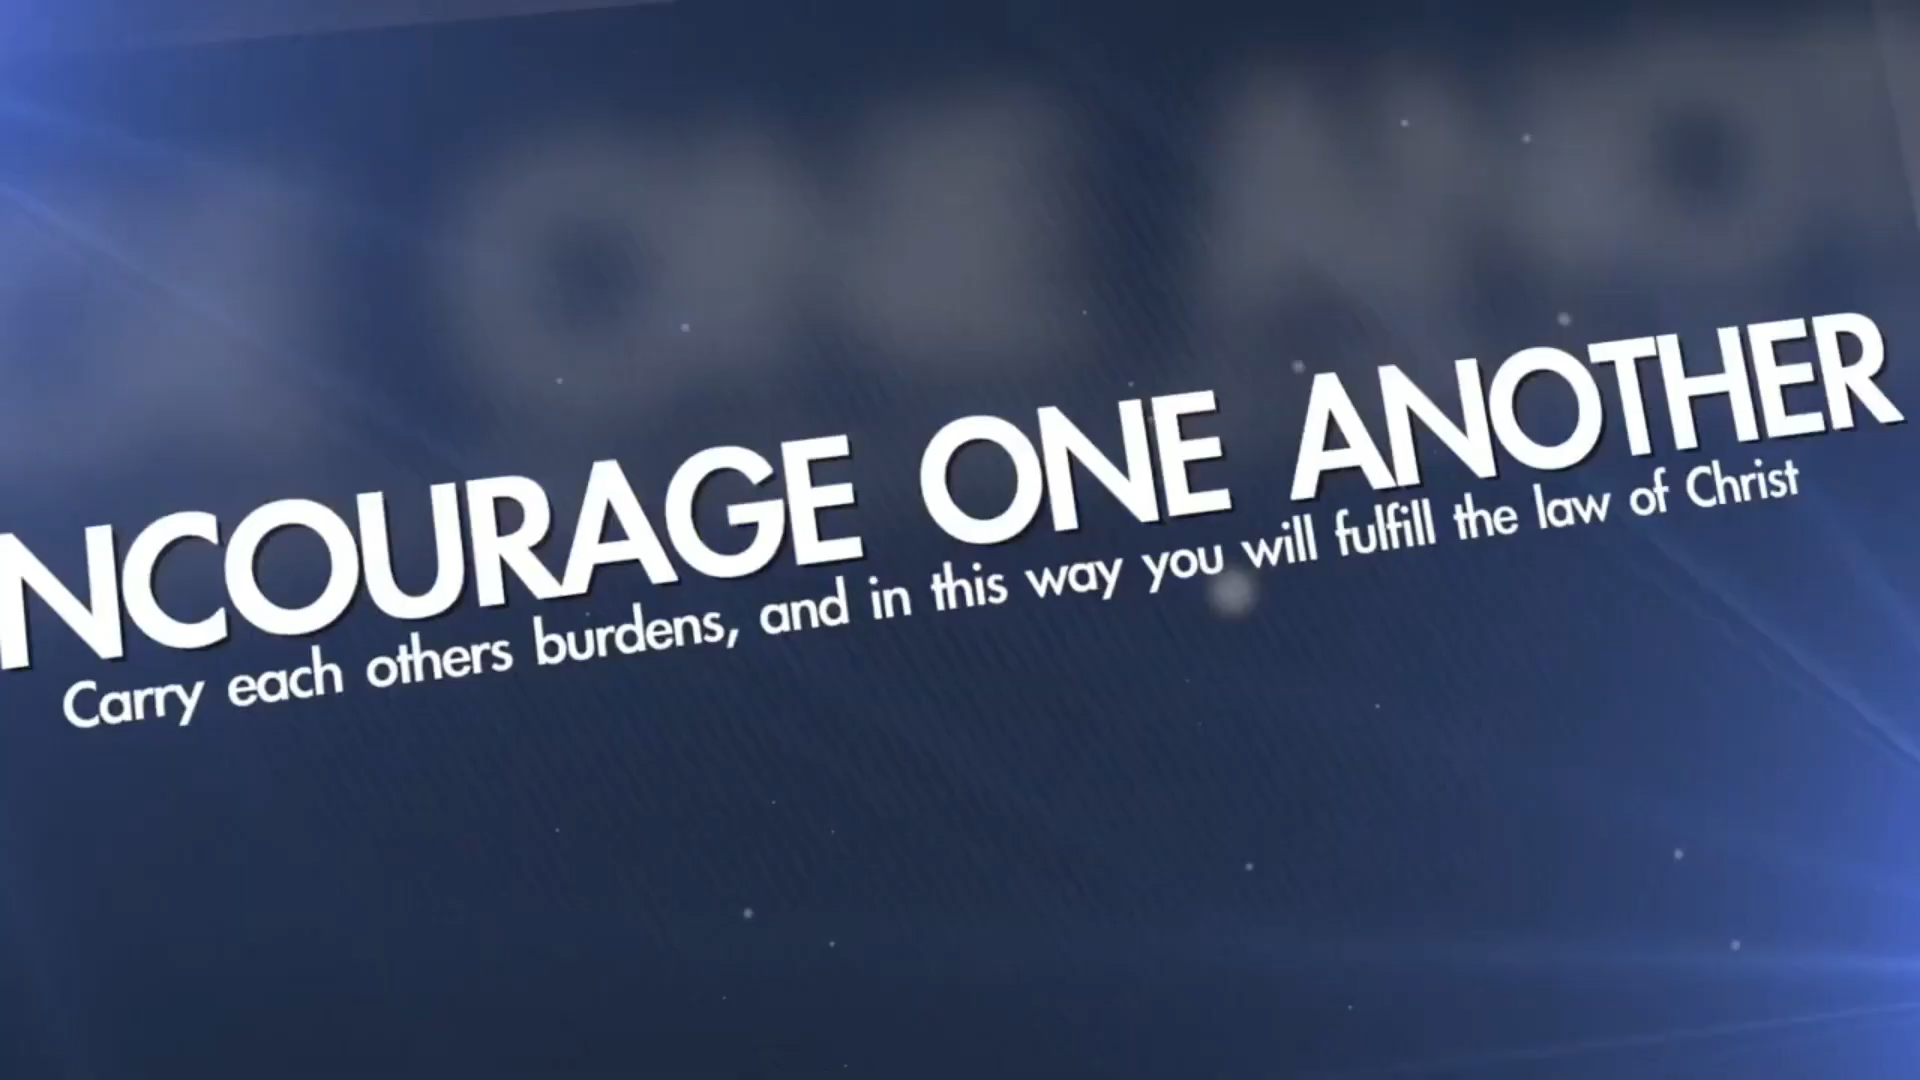 NCOURAGE ONE ANOTHER
Carry each others burdens, and in this way you will fulfill the law of Christ